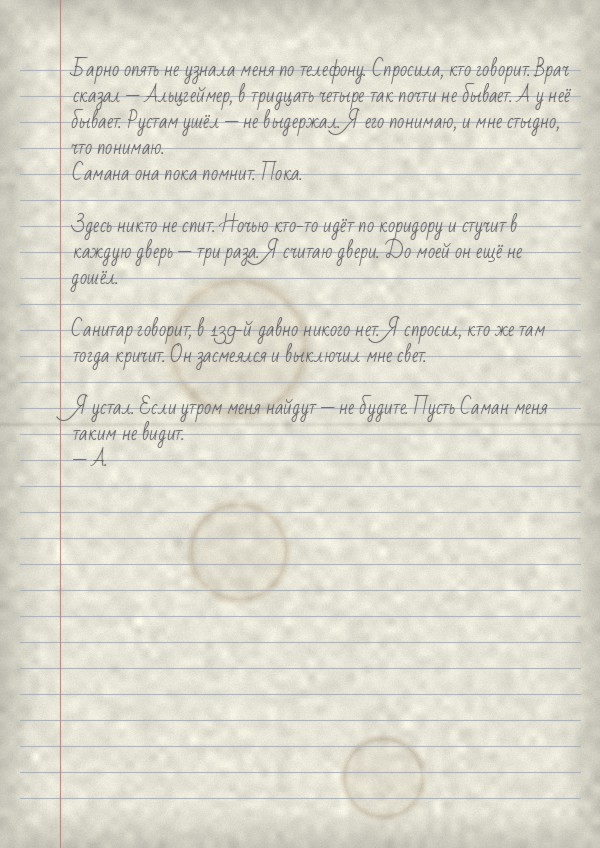 Барно опять не узнала меня по телефону. Спросила, кто говорит. Врач
сказал — Альцгеймер, в тридцать четыре так почти не бывает. А у неё
бывает. Рустам ушёл — не выдержал. Я его понимаю, и мне стыдно,
что понимаю.
Самана она пока помнит. Пока.
Здесь никто не спит. Ночью кто-то идёт по коридору и стучит в
каждую дверь — три раза. Я считаю двери. До моей он ещё не
дошёл.
Санитар говорит, в 139-й давно никого нет. Я спросил, кто же там
тогда кричит. Он засмеялся и выключил мне свет.
Я устал. Если утром меня найдут — не будите. Пусть Саман меня
таким не видит.
— А.